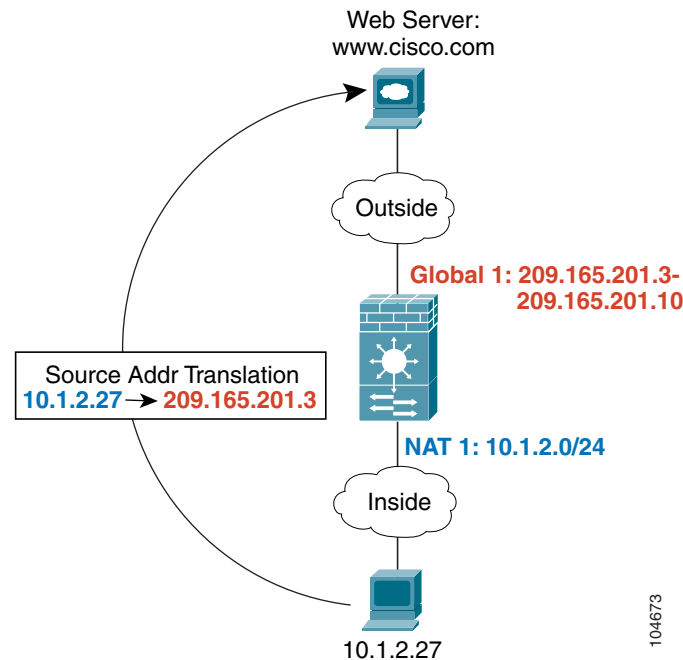 Web Server:
www.cisco.com
Outside
Global 1: 209.165.201.3-
209.165.201.10
Source Addr Translation
10.1.2.27 → 209.165.201.3
NAT 1: 10.1.2.0/24
Inside
10.1.2.27
104673